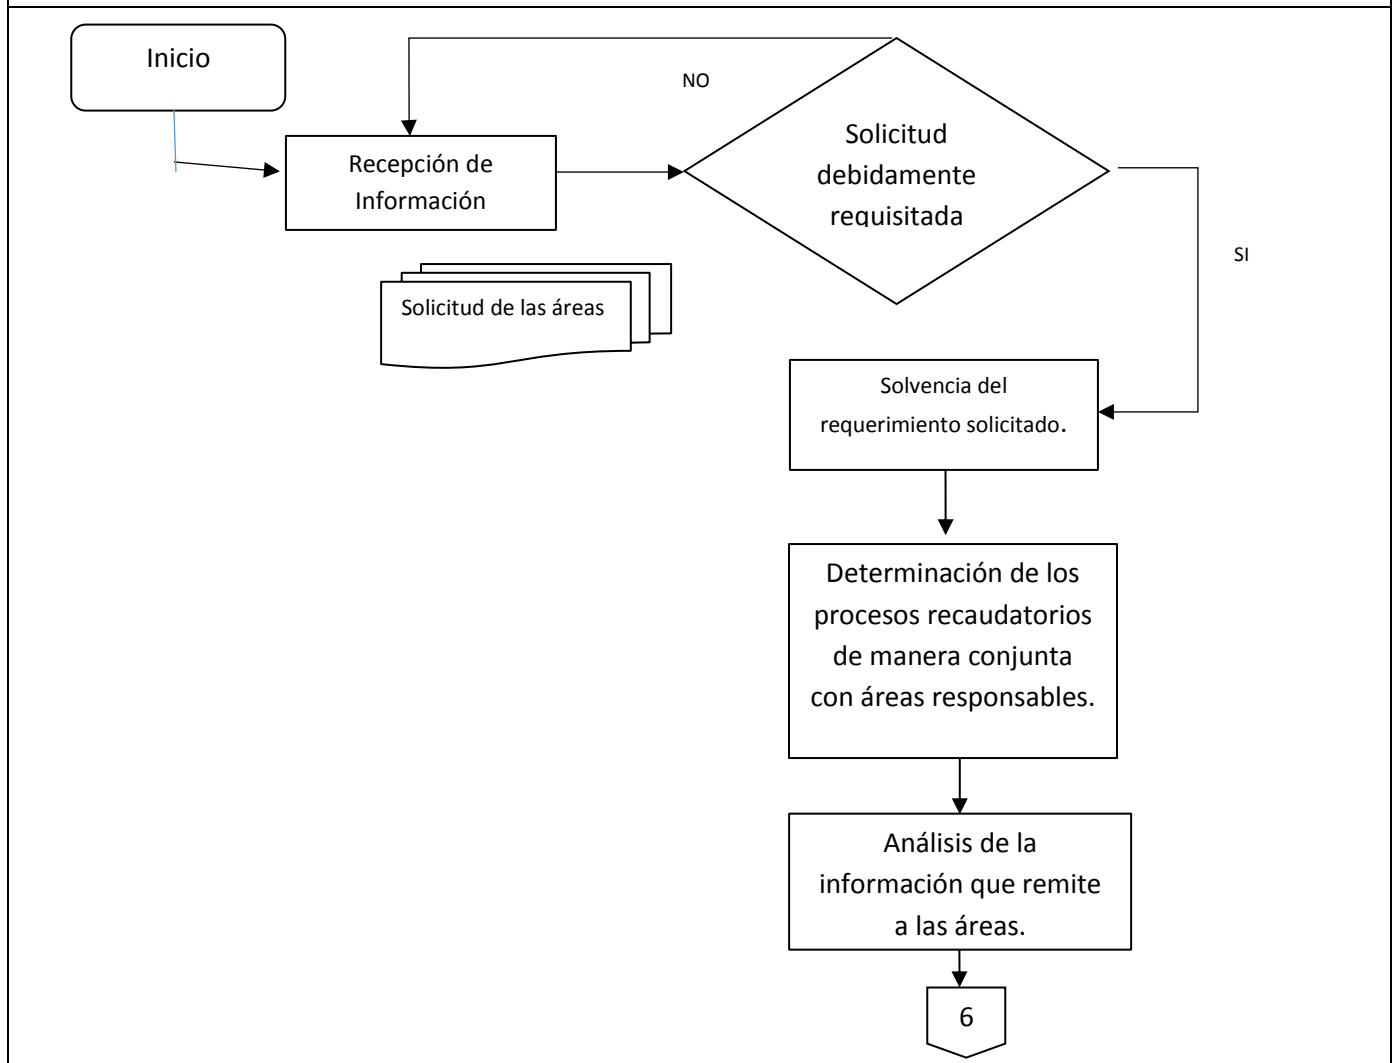 Inicio
NO
Recepción de
Información
Solicitud
debidamente
requisitada
SI
Solicitud de las áreas
Solvencia del
requerimiento solicitado.
Determinación de los
procesos recaudatorios
de manera conjunta
con áreas responsables.
Análisis de la
información que remite
a las áreas.
6